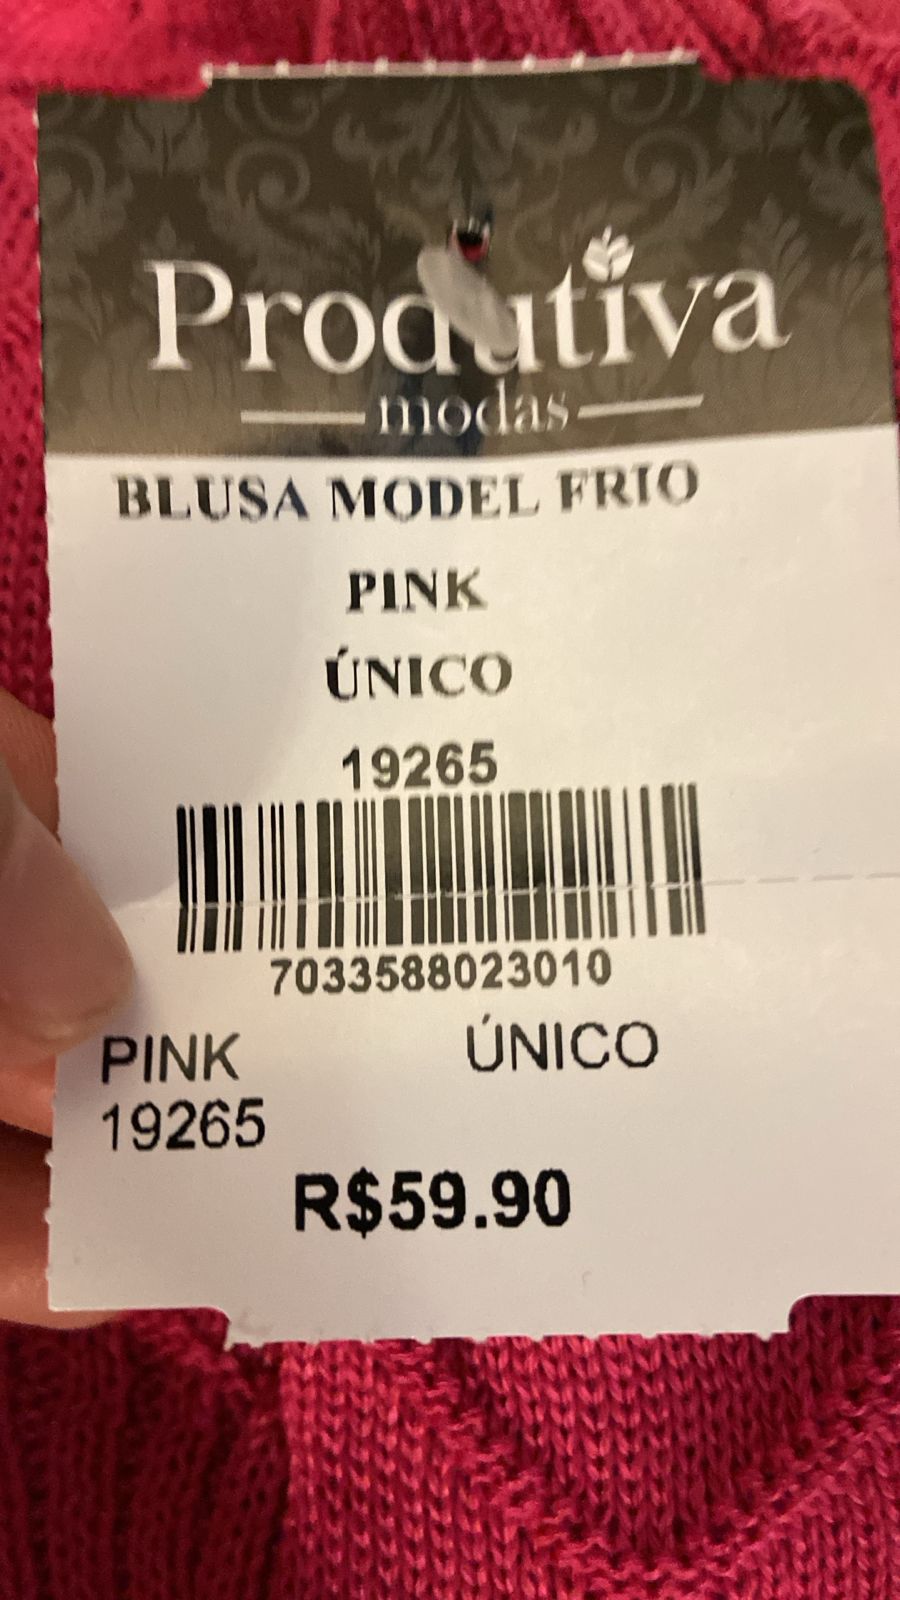 Produtiva
modas
BLUSA MODEL FRIO
PINK
ÚNICO
19265
7033588023010
PINK ÚNICO
19265
R$59.90